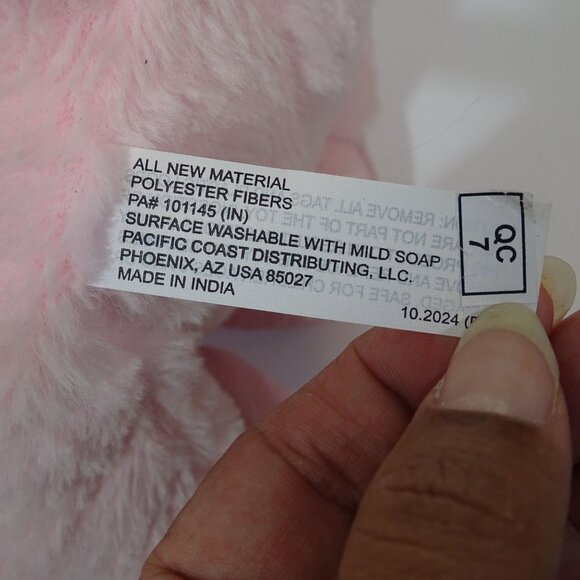 ALL NEW MATERIAL
POLYESTER FIBERS
PA# 101145 (IN)
SURFACE WASHABLE WITH MILD SOAP
PACIFIC COAST DISTRIBUTING, LLC.
PHOENIX, AZ USA 85027
MADE IN INDIA
10.2024
QC
7